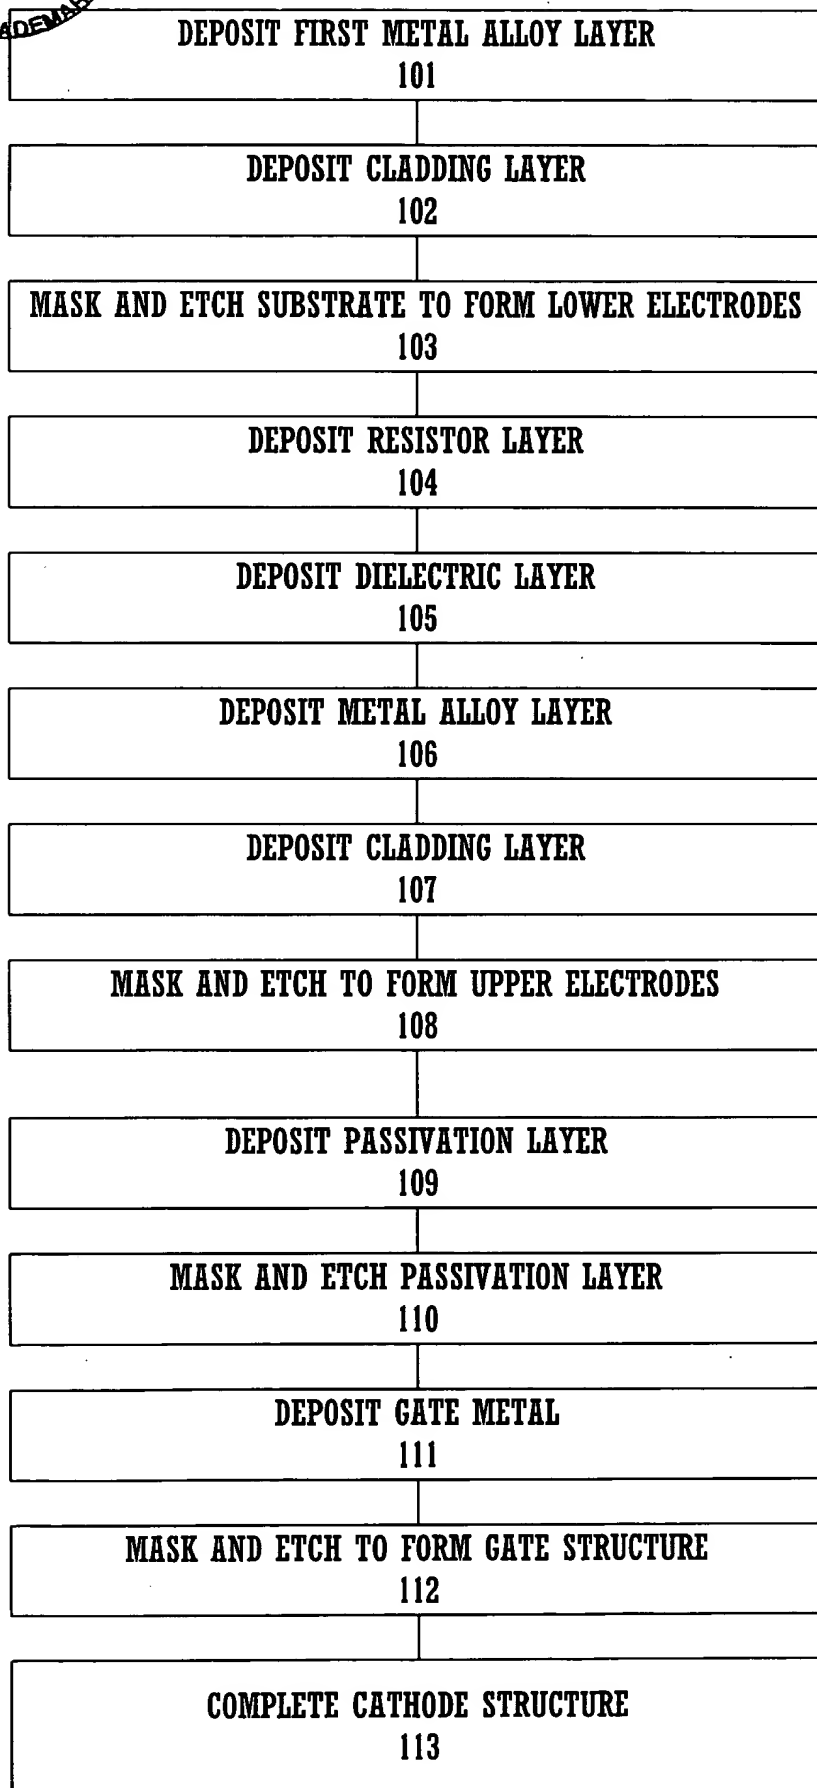 DEPOSIT FIRST METAL ALLOY LAYER
101
DEPOSIT CLADDING LAYER
102
MASK AND ETCH SUBSTRATE TO FORM LOWER ELECTRODES
103
DEPOSIT RESISTOR LAYER
104
DEPOSIT DIELECTRIC LAYER
105
DEPOSIT METAL ALLOY LAYER
106
DEPOSIT CLADDING LAYER
107
MASK AND ETCH TO FORM UPPER ELECTRODES
108
DEPOSIT PASSIVATION LAYER
109
MASK AND ETCH PASSIVATION LAYER
110
DEPOSIT GATE METAL
111
MASK AND ETCH TO FORM GATE STRUCTURE
112
COMPLETE CATHODE STRUCTURE
113